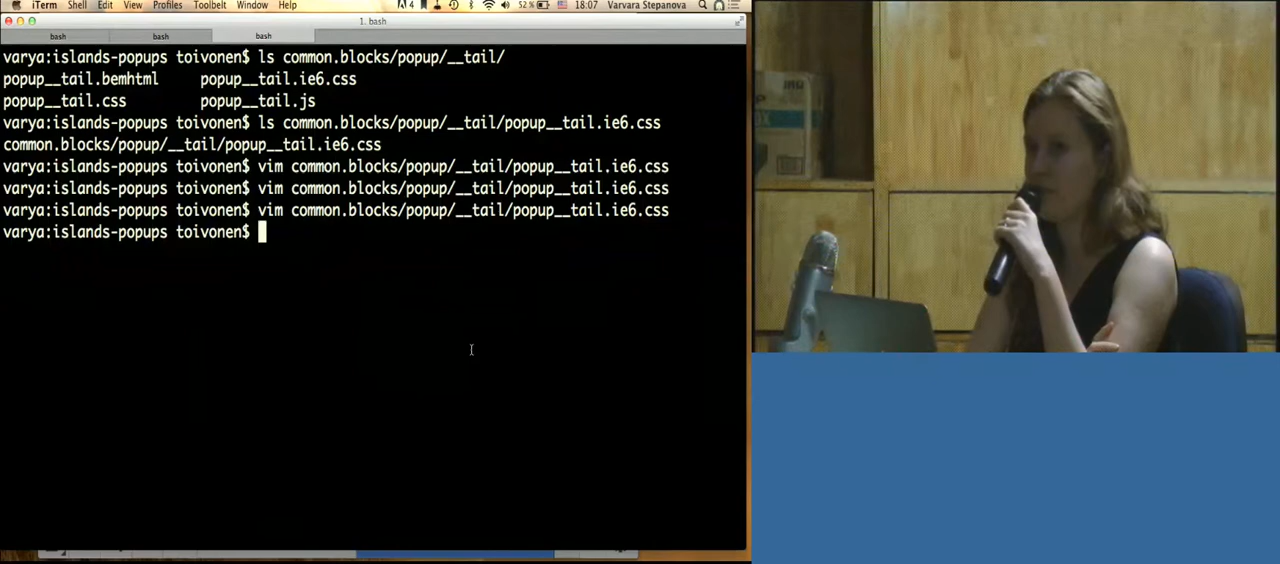 iTerm Shell Edit View Profiles Toolbelt Window Help 4 52% 18:07 Varvara Stepanova
1. bash
bash bash bash
varya:islands-popups toivonen$ ls common.blocks/popup/__tail/
popup__tail.bemhtml popup__tail.ie6.css
popup__tail.css popup__tail.js
varya:islands-popups toivonen$ ls common.blocks/popup/__tail/popup__tail.ie6.css
common.blocks/popup/__tail/popup__tail.ie6.css
varya:islands-popups toivonen$ vim common.blocks/popup/__tail/popup__tail.ie6.css
varya:islands-popups toivonen$ vim common.blocks/popup/__tail/popup__tail.ie6.css
varya:islands-popups toivonen$ vim common.blocks/popup/__tail/popup__tail.ie6.css
varya:islands-popups toivonen$